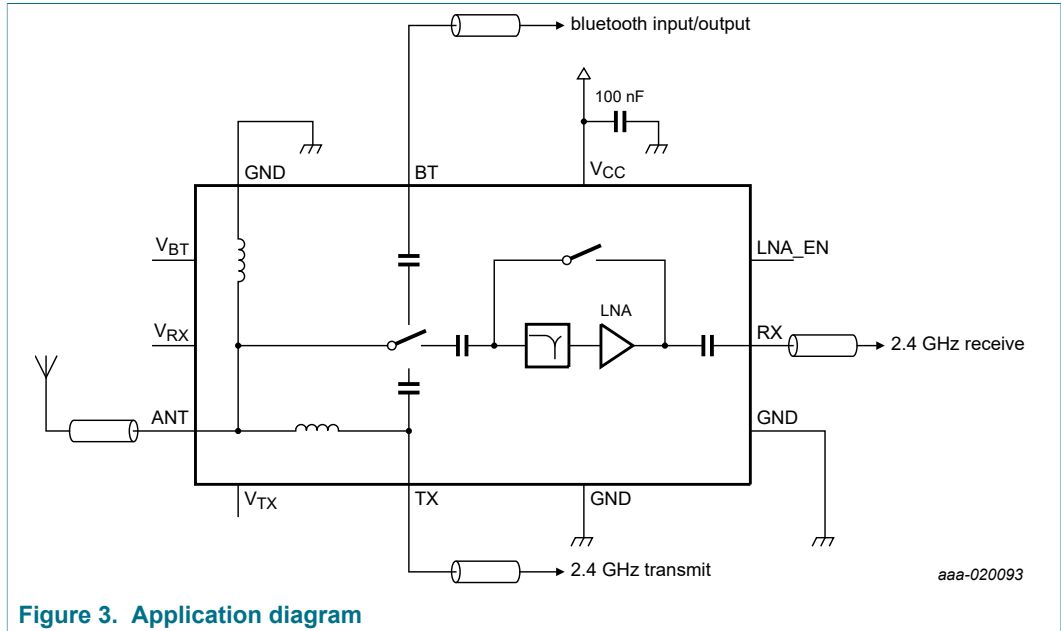 bluetooth input/output
100 nF
GND
BT
VCC
VBT
LNA_EN
LNA
VRX
RX
2.4 GHz receive
ANT
GND
VTX
TX
GND
2.4 GHz transmit
aaa-020093
Figure 3. Application diagram